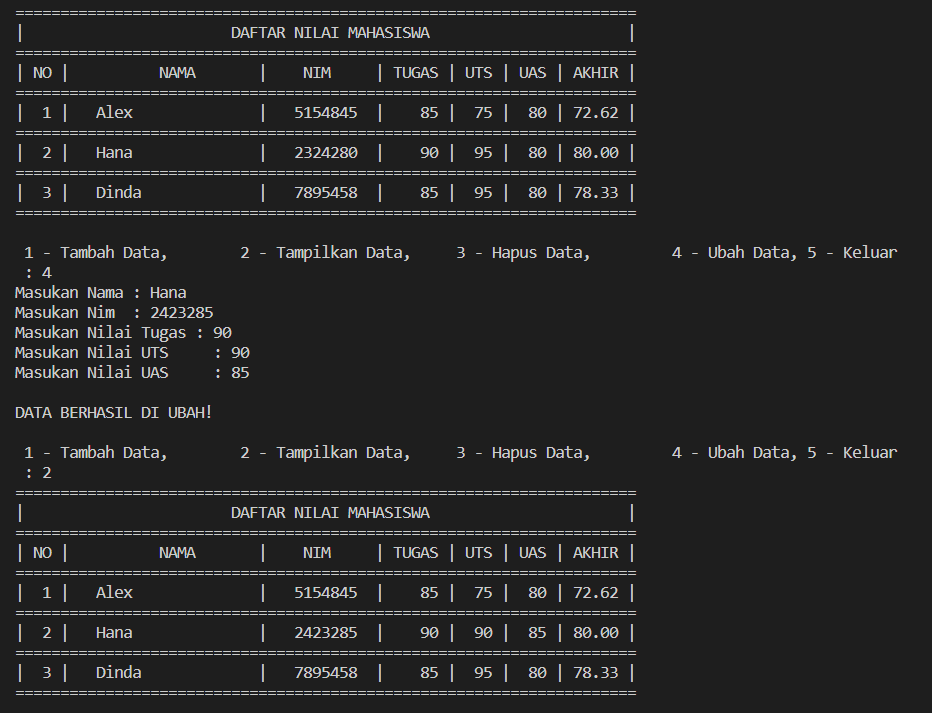 =====================================================================
|                       DAFTAR NILAI MAHASISWA                      |
=====================================================================
| NO |          NAMA       |    NIM     | TUGAS | UTS | UAS | AKHIR |
=====================================================================
|  1 |   Alex              |   5154845  |    85 |  75 |  80 | 72.62 |
=====================================================================
|  2 |   Hana              |   2324280  |    90 |  95 |  80 | 80.00 |
=====================================================================
|  3 |   Dinda             |   7895458  |    85 |  95 |  80 | 78.33 |
=====================================================================
 1 - Tambah Data,        2 - Tampilkan Data,     3 - Hapus Data,         4 - Ubah Data, 5 - Keluar
 : 4
Masukan Nama : Hana
Masukan Nim  : 2423285
Masukan Nilai Tugas : 90
Masukan Nilai UTS     : 90
Masukan Nilai UAS     : 85
DATA BERHASIL DI UBAH!
 1 - Tambah Data,        2 - Tampilkan Data,     3 - Hapus Data,         4 - Ubah Data, 5 - Keluar
 : 2
=====================================================================
|                       DAFTAR NILAI MAHASISWA                      |
=====================================================================
| NO |          NAMA       |    NIM     | TUGAS | UTS | UAS | AKHIR |
=====================================================================
|  1 |   Alex              |   5154845  |    85 |  75 |  80 | 72.62 |
=====================================================================
|  2 |   Hana              |   2423285  |    90 |  90 |  85 | 80.00 |
=====================================================================
|  3 |   Dinda             |   7895458  |    85 |  95 |  80 | 78.33 |
=====================================================================